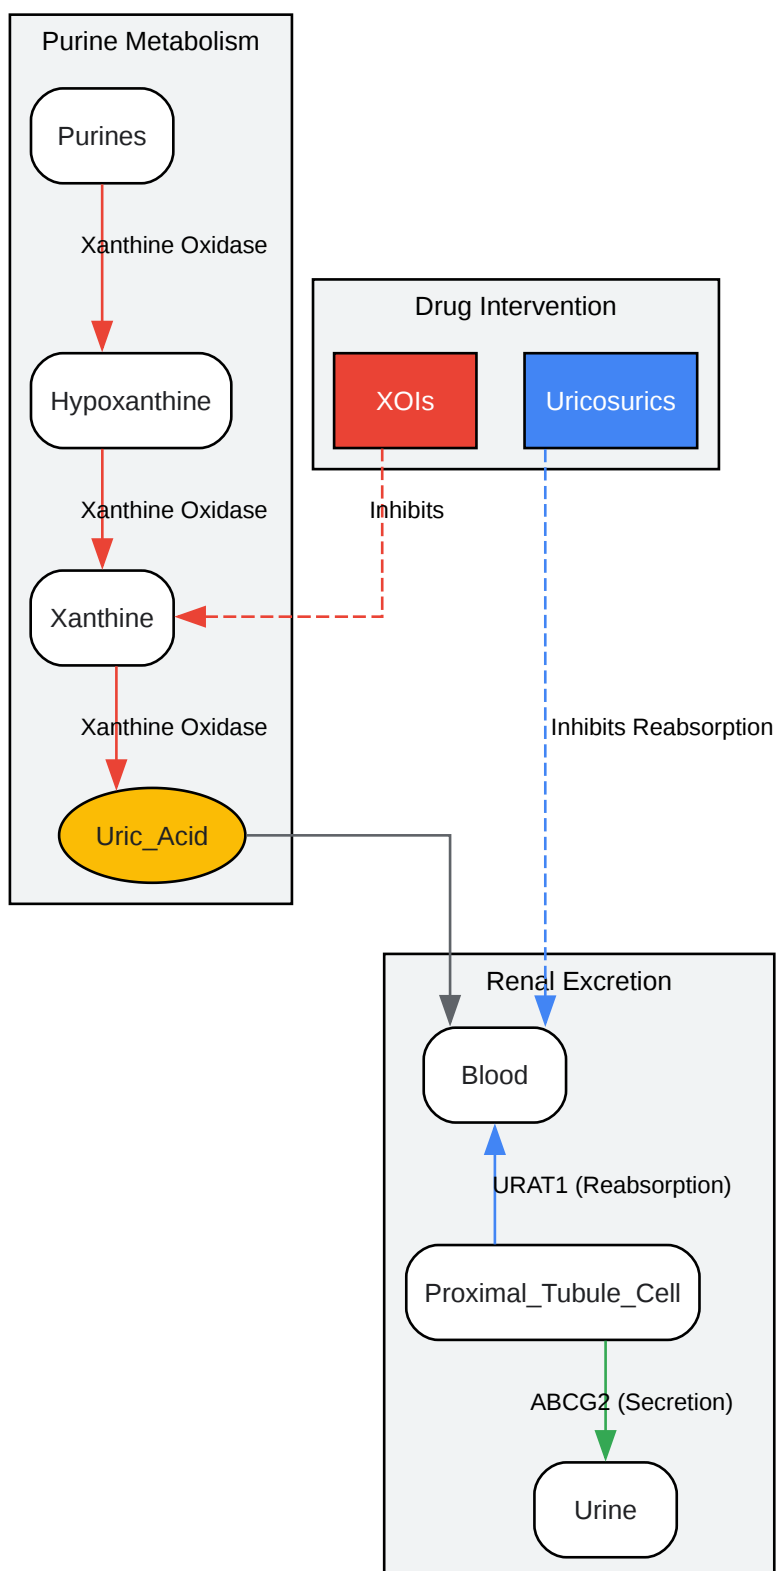 Purine Metabolism
Purines
Xanthine Oxidase
Drug Intervention
Hypoxanthine
XOIs
Uricosurics
Xanthine Oxidase
Inhibits
Xanthine
Xanthine Oxidase
Inhibits Reabsorption
Uric_Acid
Renal Excretion
Blood
URAT1 (Reabsorption)
Proximal_Tubule_Cell
ABCG2 (Secretion)
Urine